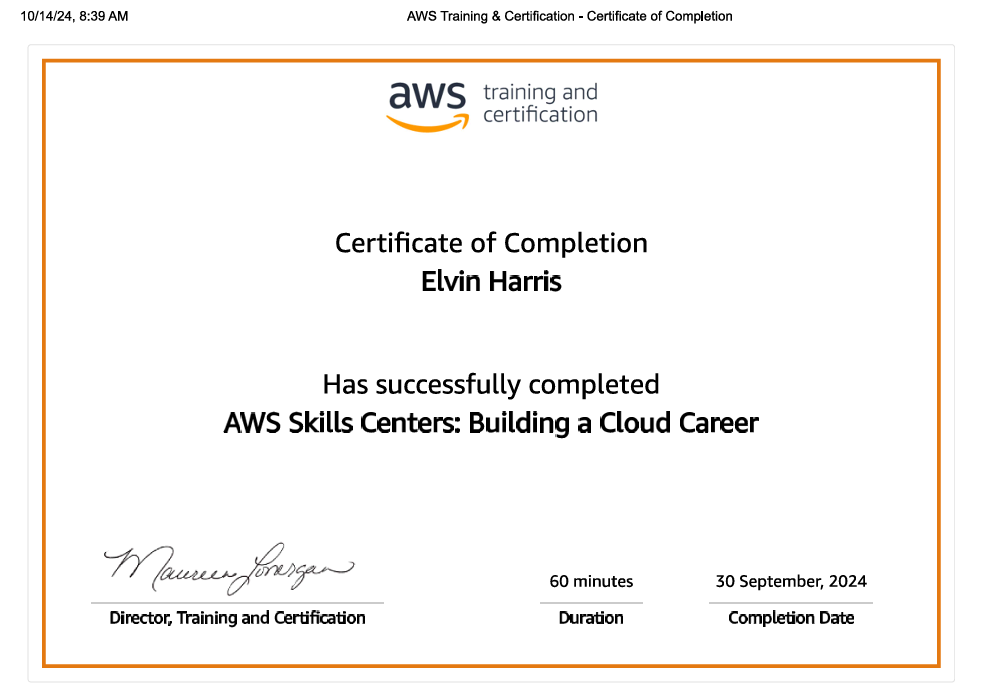 10/14/24, 8:39 AM
AWS Training & Certification - Certificate of Completion
aws training and
certification
Certificate of Completion
Elvin Harris
Has successfully completed
AWS Skills Centers: Building a Cloud Career
Maureen Lonergan
60 minutes
30 September, 2024
Director, Training and Certification
Duration
Completion Date